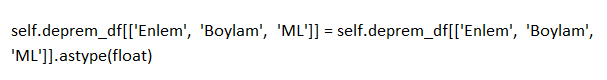 self.deprem_df[['Enlem', 'Boylam', 'ML']] = self.deprem_df[['Enlem', 'Boylam',
'ML']].astype(float)